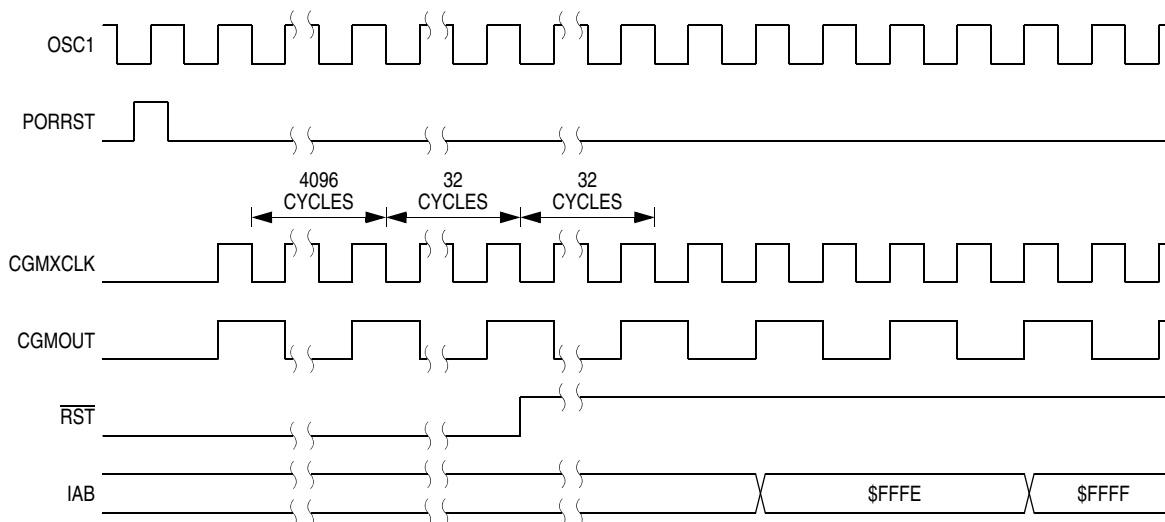 OSC1
PORRST
4096
CYCLES
32
CYCLES
32
CYCLES
CGMXCLK
CGMOUT
RST
IAB
$FFFE
$FFFF